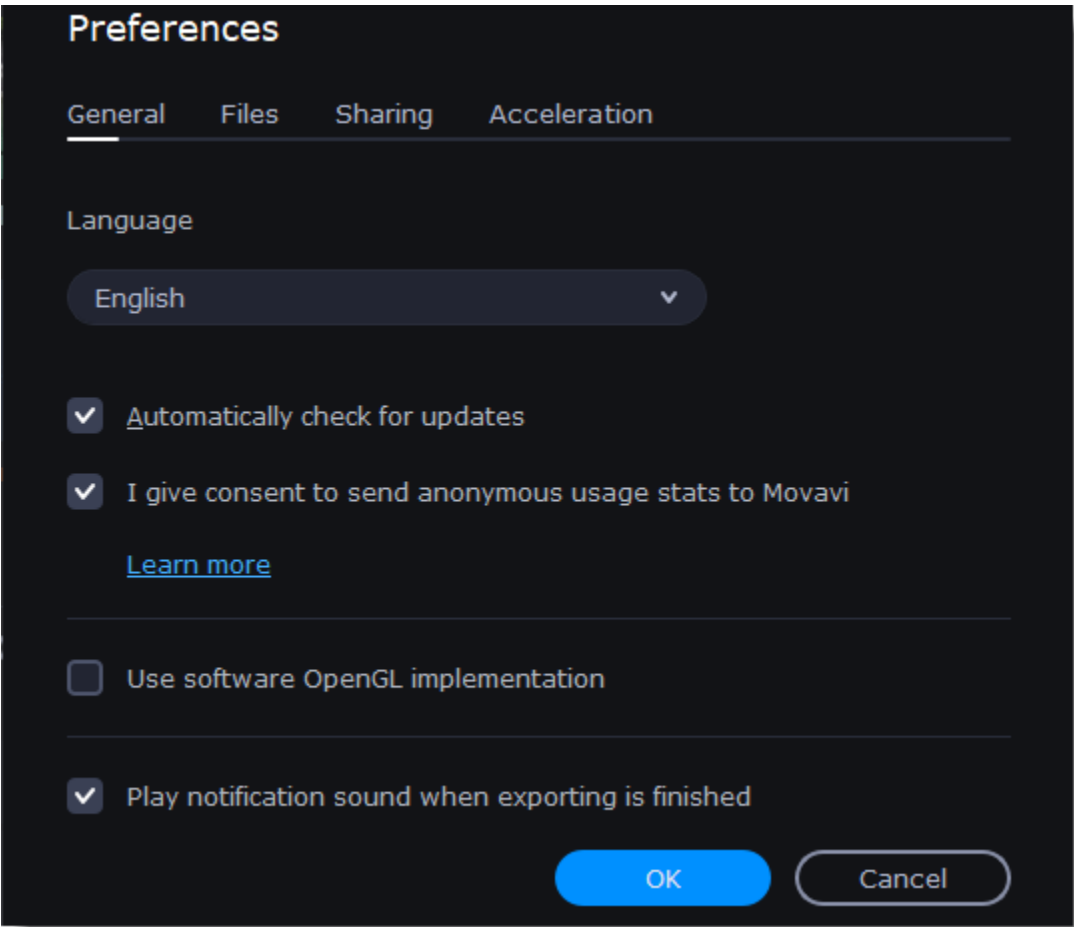 Preferences
General Files Sharing Acceleration
Language
English
Automatically check for updates
I give consent to send anonymous usage stats to Movavi
Learn more
Use software OpenGL implementation
Play notification sound when exporting is finished
OK Cancel